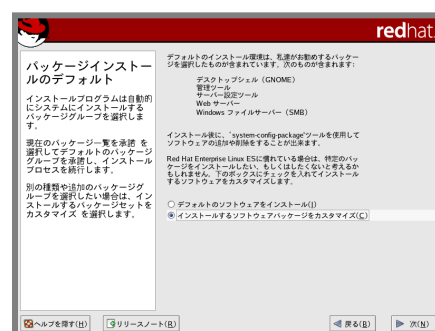 redhat.
パッケージインストー
ルのデフォルト
インストールプログラムは自動的
にシステムにインストールする
パッケージグループを選択しま
す。
現在のパッケージ一覧を承諾 を
選択してデフォルトのパッケージ
グループを承諾し、インストール
プロセスを続行します。
別の種類や追加のパッケージグ
ループを選択したい場合は、イン
ストールするパッケージセットを
カスタマイズ を選択します。
デフォルトのインストール環境は、私達がお勧めするパッケー
ジを選択したものが含まれています。次のものが含まれます:
デスクトップシェル（GNOME）
管理ツール
サーバー設定ツール
Web サーバー
Windows ファイルサーバー（SMB）
インストール後に、`system-config-package'ツールを使用して
ソフトウェアの追加や削除をすることが出来ます。
Red Hat Enterprise Linux ESに慣れている場合は、特定のパッ
ケージをインストールしたい、もしくはしたくないと考えるか
もしれません。下のボックスにチェックを入れてインストール
するソフトウェアをカスタマイズします。
デフォルトのソフトウェアをインストール(I)
インストールするソフトウェアパッケージをカスタマイズ(C)
ヘルプを隠す(H)
リリースノート(R)
戻る(B)
次(N)